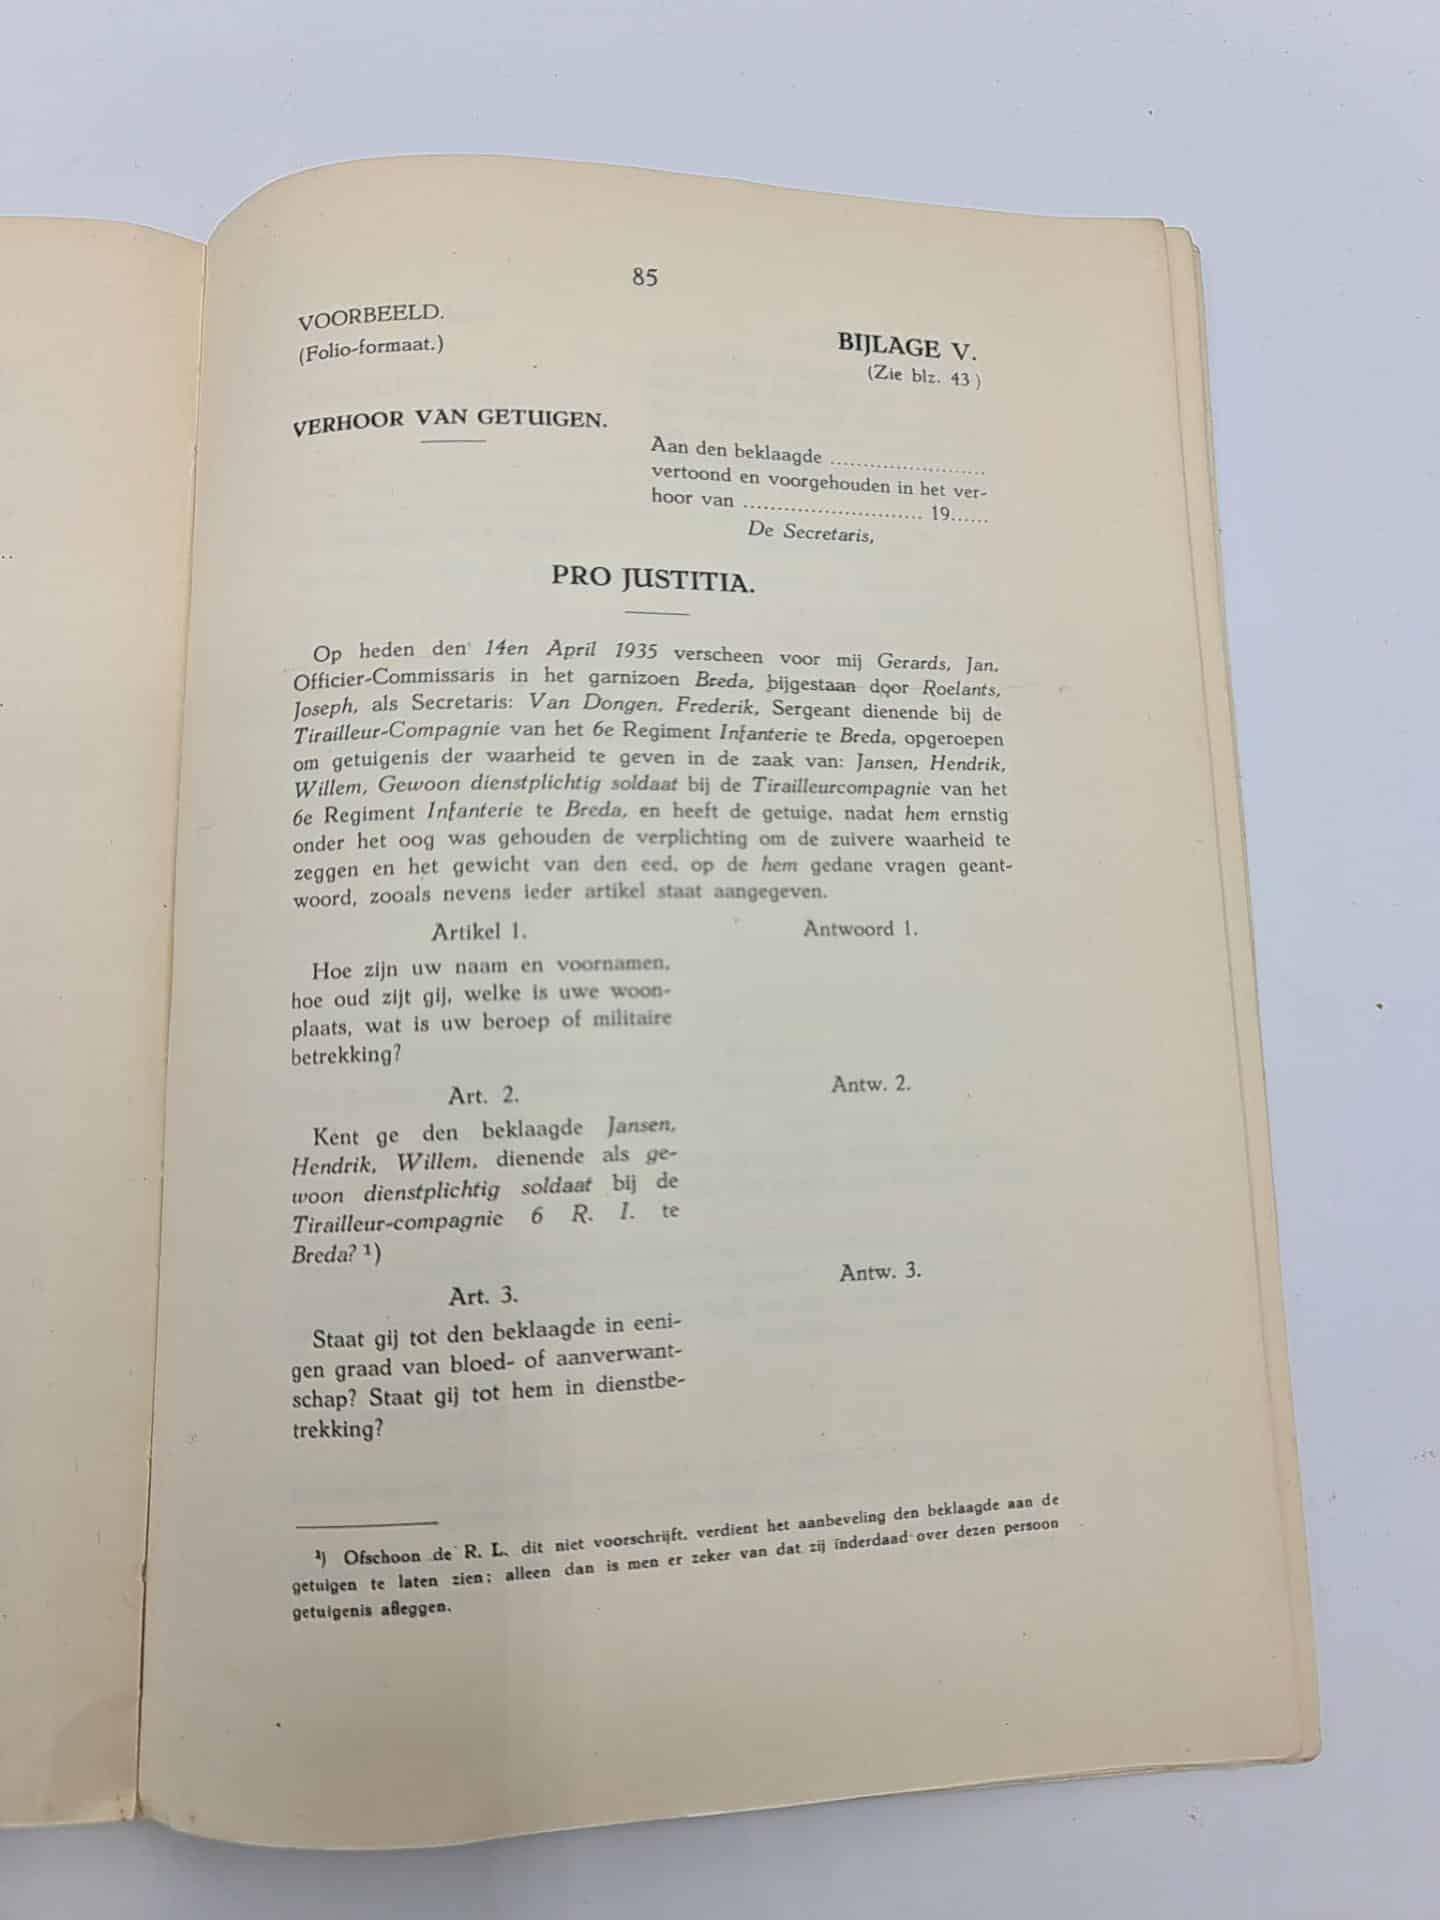 85
VOORBEELD.
(Folio-formaat.)
BIJLAGE V.
(Zie blz. 43)
VERHOOR VAN GETUIGEN.
Aan den beklaagde ........................
vertoond en voorgehouden in het ver-
hoor van ............................ 19......
De Secretaris,
PRO JUSTITIA.
Op heden den 14en April 1935 verscheen voor mij Gerards, Jan.
Officier-Commissaris in het garnizoen Breda, bijgestaan door Roelants,
Joseph, als Secretaris: Van Dongen, Frederik, Sergeant dienende bij de
Tirailleur-Compagnie van het 6e Regiment Infanterie te Breda, opgeroepen
om getuigenis der waarheid te geven in de zaak van: Jansen, Hendrik,
Willem, Gewoon dienstplichtig soldaat bij de Tirailleurcompagnie van het
6e Regiment Infanterie te Breda, en heeft de getuige, nadat hem ernstig
onder het oog was gehouden de verplichting om de zuivere waarheid te
zeggen en het gewicht van den eed, op de hem gedane vragen geant-
woord, zooals nevens ieder artikel staat aangegeven.
Artikel 1.
Antwoord 1.
Hoe zijn uw naam en voornamen,
hoe oud zijt gij, welke is uwe woon-
plaats, wat is uw beroep of militaire
betrekking?
Art. 2.
Antw. 2.
Kent ge den beklaagde Jansen,
Hendrik, Willem, dienende als ge-
woon dienstplichtig soldaat bij de
Tirailleur-compagnie 6 R. I. te
Breda? ¹)
Art. 3.
Antw. 3.
Staat gij tot den beklaagde in eeni-
gen graad van bloed- of aanverwant-
schap? Staat gij tot hem in dienstbe-
trekking?
¹) Ofschoon de R. L. dit niet voorschrijft, verdient het aanbeveling den beklaagde aan de
getuigen te laten zien; alleen dan is men er zeker van dat zij inderdaad over dezen persoon
getuigenis afleggen.